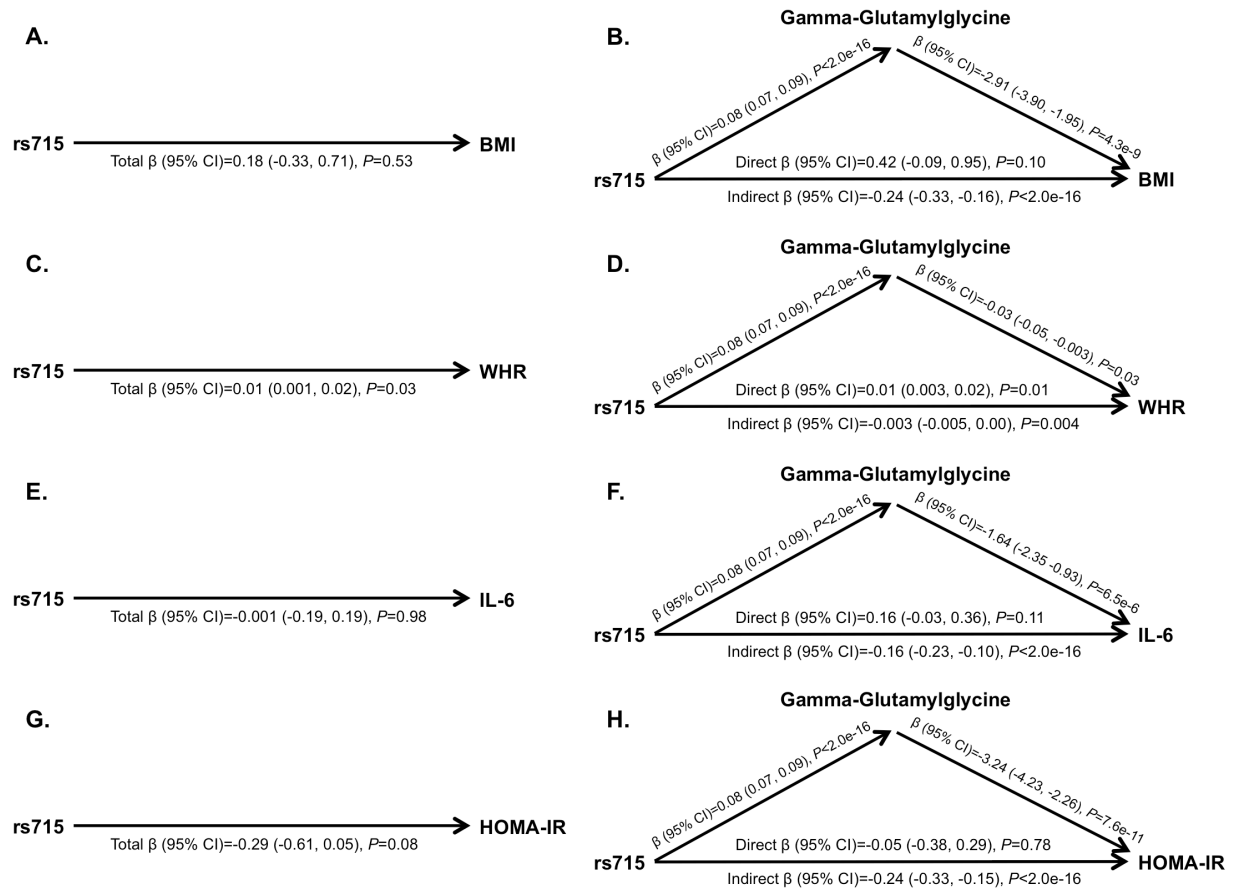 A.
rs715
BMI
Total β (95% CI)=0.18 (-0.33, 0.71), P=0.53
B.
Gamma-Glutamylglycine
β (95% CI)=0.08 (0.07, 0.09), P<2.0e-16
β (95% CI)=-2.91 (-3.90, -1.95), P=4.3e-9
Direct β (95% CI)=0.42 (-0.09, 0.95), P=0.10
rs715
BMI
Indirect β (95% CI)=-0.24 (-0.33, -0.16), P<2.0e-16
C.
rs715
WHR
Total β (95% CI)=0.01 (0.001, 0.02), P=0.03
D.
Gamma-Glutamylglycine
β (95% CI)=0.08 (0.07, 0.09), P<2.0e-16
β (95% CI)=-0.03 (-0.05, -0.003), P=0.03
Direct β (95% CI)=0.01 (0.003, 0.02), P=0.01
rs715
WHR
Indirect β (95% CI)=-0.003 (-0.005, 0.00), P=0.004
E.
rs715
IL-6
Total β (95% CI)=-0.001 (-0.19, 0.19), P=0.98
F.
Gamma-Glutamylglycine
β (95% CI)=0.08 (0.07, 0.09), P<2.0e-16
β (95% CI)=-1.64 (-2.35 -0.93), P=6.5e-6
Direct β (95% CI)=0.16 (-0.03, 0.36), P=0.11
rs715
IL-6
Indirect β (95% CI)=-0.16 (-0.23, -0.10), P<2.0e-16
G.
rs715
HOMA-IR
Total β (95% CI)=-0.29 (-0.61, 0.05), P=0.08
H.
Gamma-Glutamylglycine
β (95% CI)=0.08 (0.07, 0.09), P<2.0e-16
β (95% CI)=-3.24 (-4.23, -2.26), P=7.6e-11
Direct β (95% CI)=-0.05 (-0.38, 0.29), P=0.78
rs715
HOMA-IR
Indirect β (95% CI)=-0.24 (-0.33, -0.15), P<2.0e-16